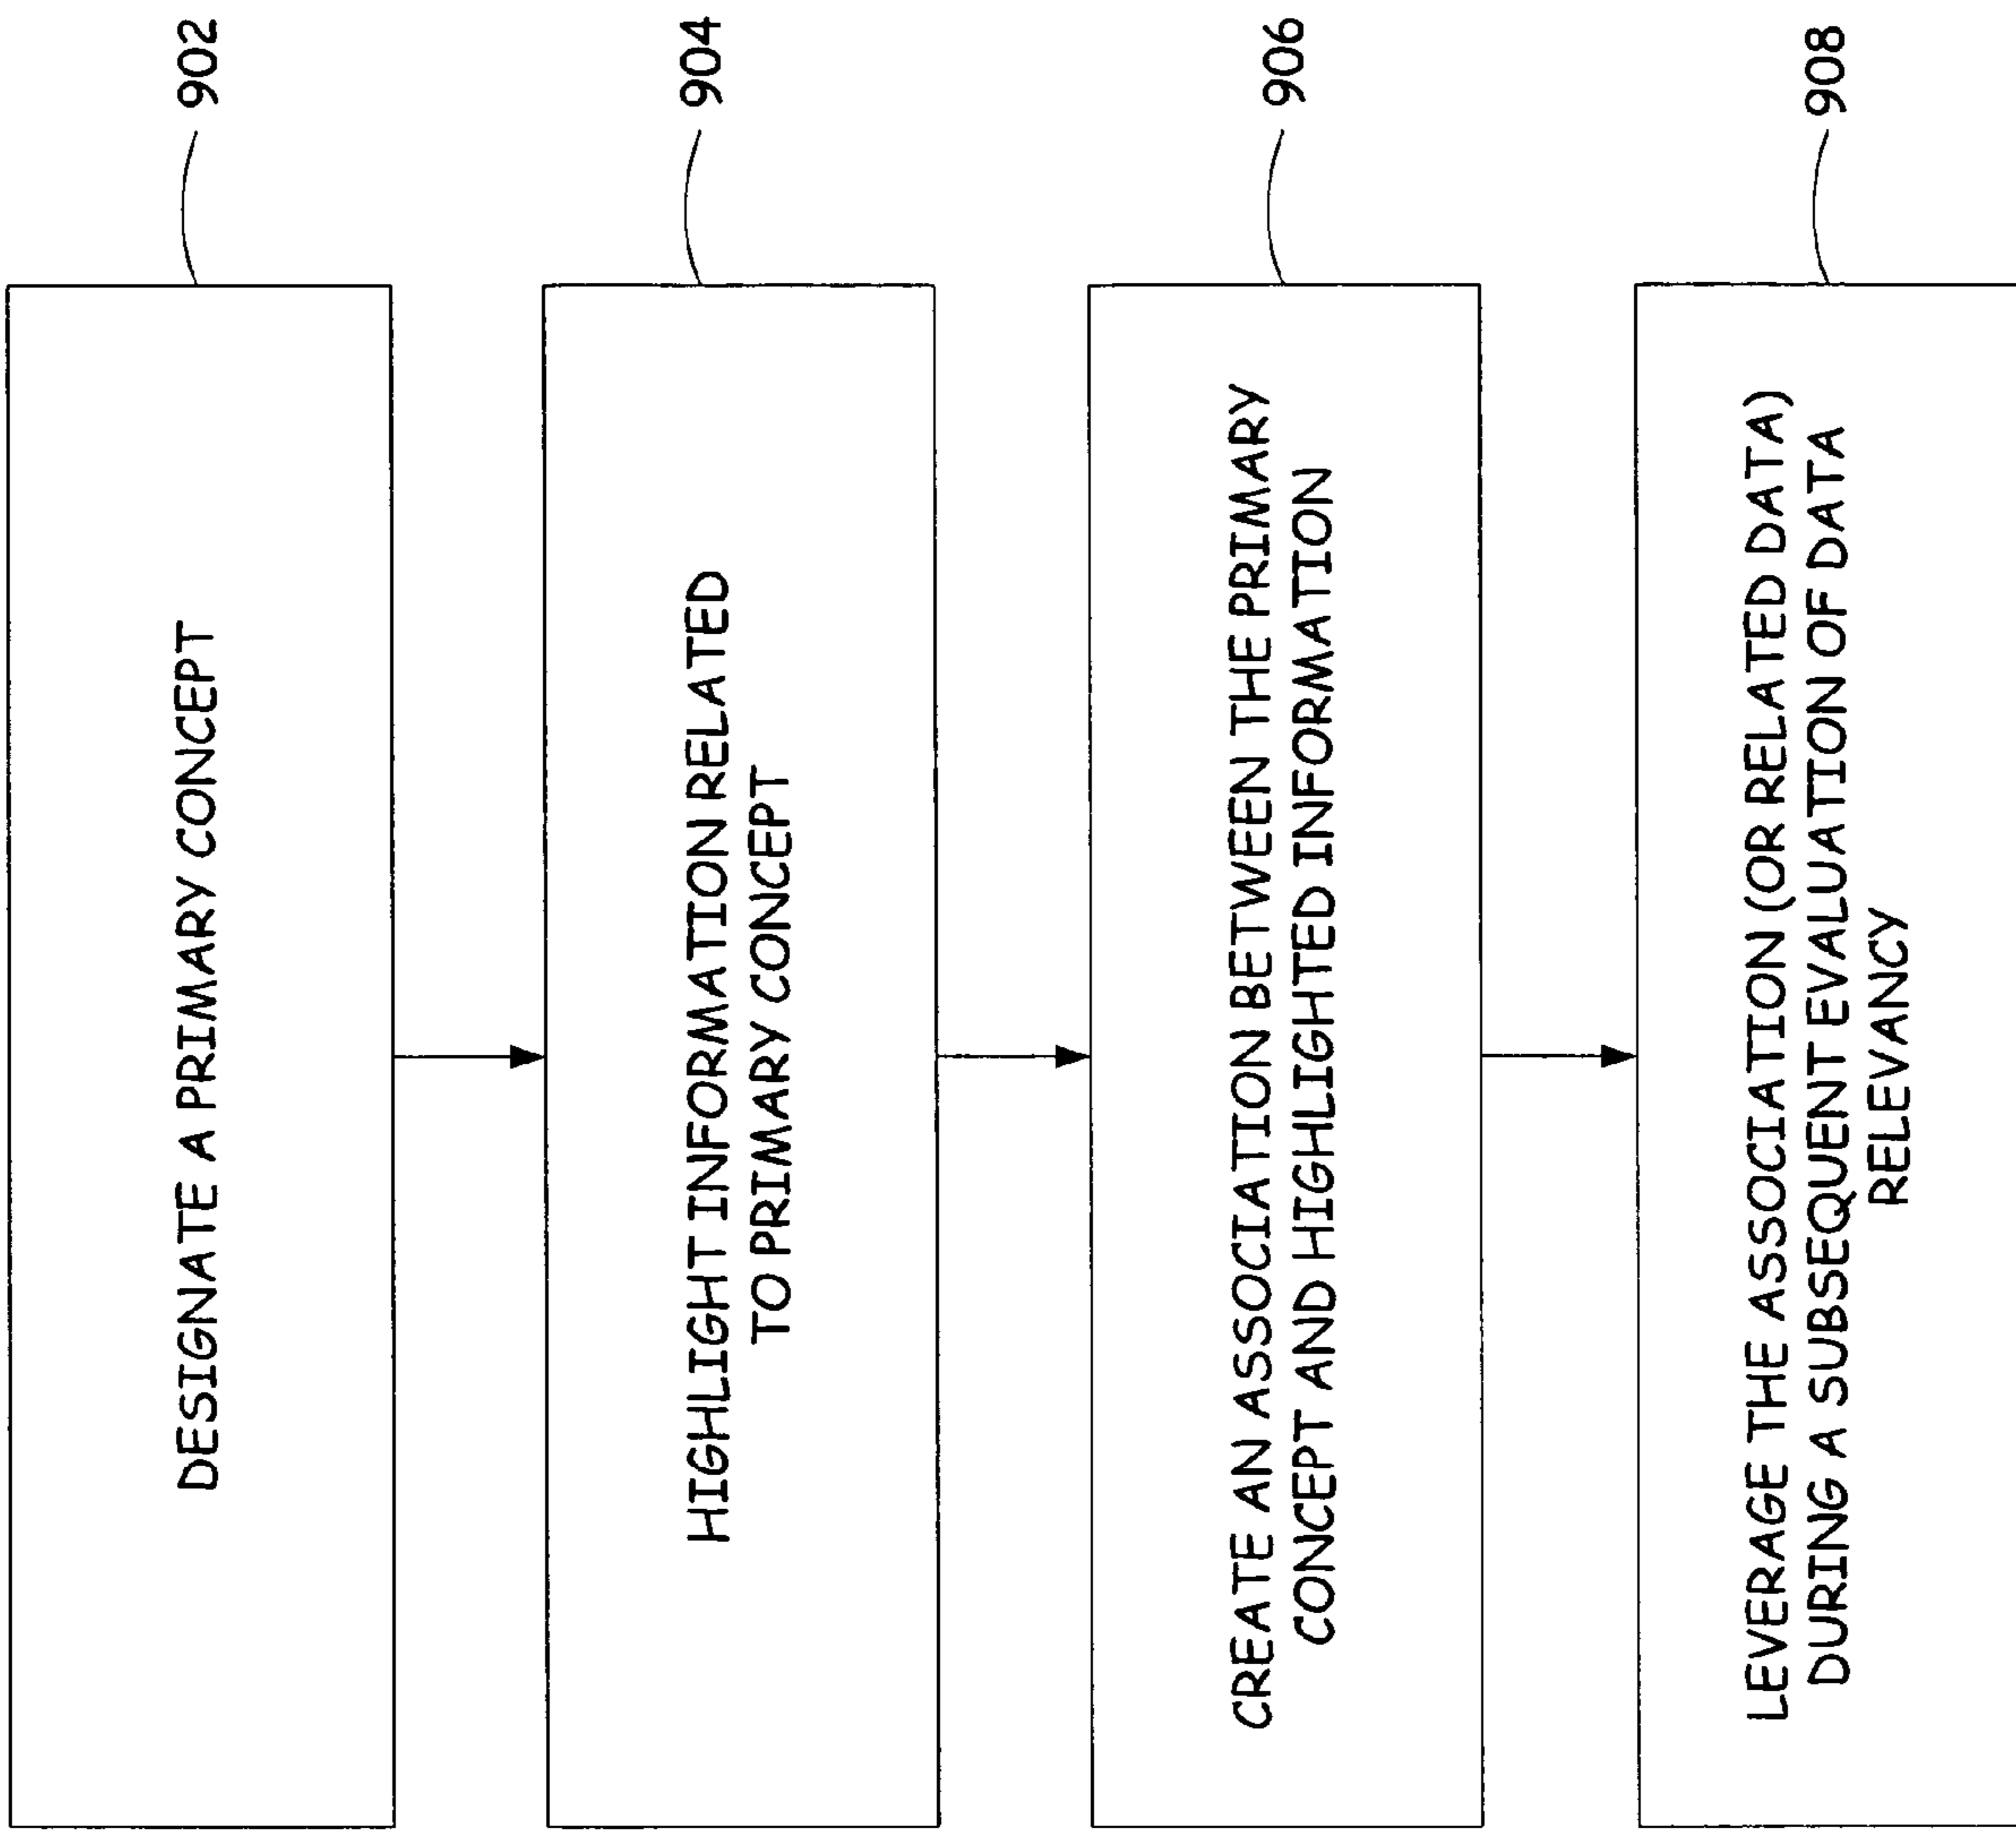 DESIGNATE A PRIMARY CONCEPT
902
HIGHLIGHT INFORMATION RELATED
TO PRIMARY CONCEPT
904
CREATE AN ASSOCIATION BETWEEN THE PRIMARY
CONCEPT AND HIGHLIGHTED INFORMATION
906
LEVERAGE THE ASSOCIATION (OR RELATED DATA)
DURING A SUBSEQUENT EVALUATION OF DATA
RELEVANCY
908